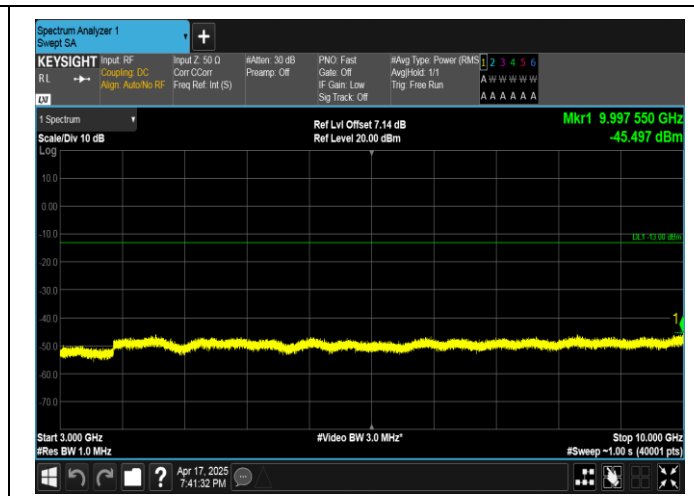 Spectrum Analyzer 1
Swept SA
+
KEYSIGHT Input: RF Input Z: 50 Ω #Atten: 30 dB PNO: Fast #Avg Type: Power (RMS 1 2 3 4 5 6
RL Coupling: DC Corr CCorr Preamp: Off Gate: Off Avg|Hold: 1/1 A W W W W W
Align: Auto/No RF Freq Ref: Int (S) IF Gain: Low Trig: Free Run
LXI Sig Track: Off A A A A A A
1 Spectrum Ref Lvl Offset 7.14 dB Mkr1 9.997 550 GHz
Scale/Div 10 dB Ref Level 20.00 dBm -45.497 dBm
Log
10.0
0.00
-10.0
DL1 -13.00 dBm
-20.0
-30.0
-40.0
1
-50.0
-60.0
-70.0
Start 3.000 GHz #Video BW 3.0 MHz* Stop 10.000 GHz
#Res BW 1.0 MHz #Sweep ~1.00 s (40001 pts)
? Apr 17, 2025
7:41:32 PM